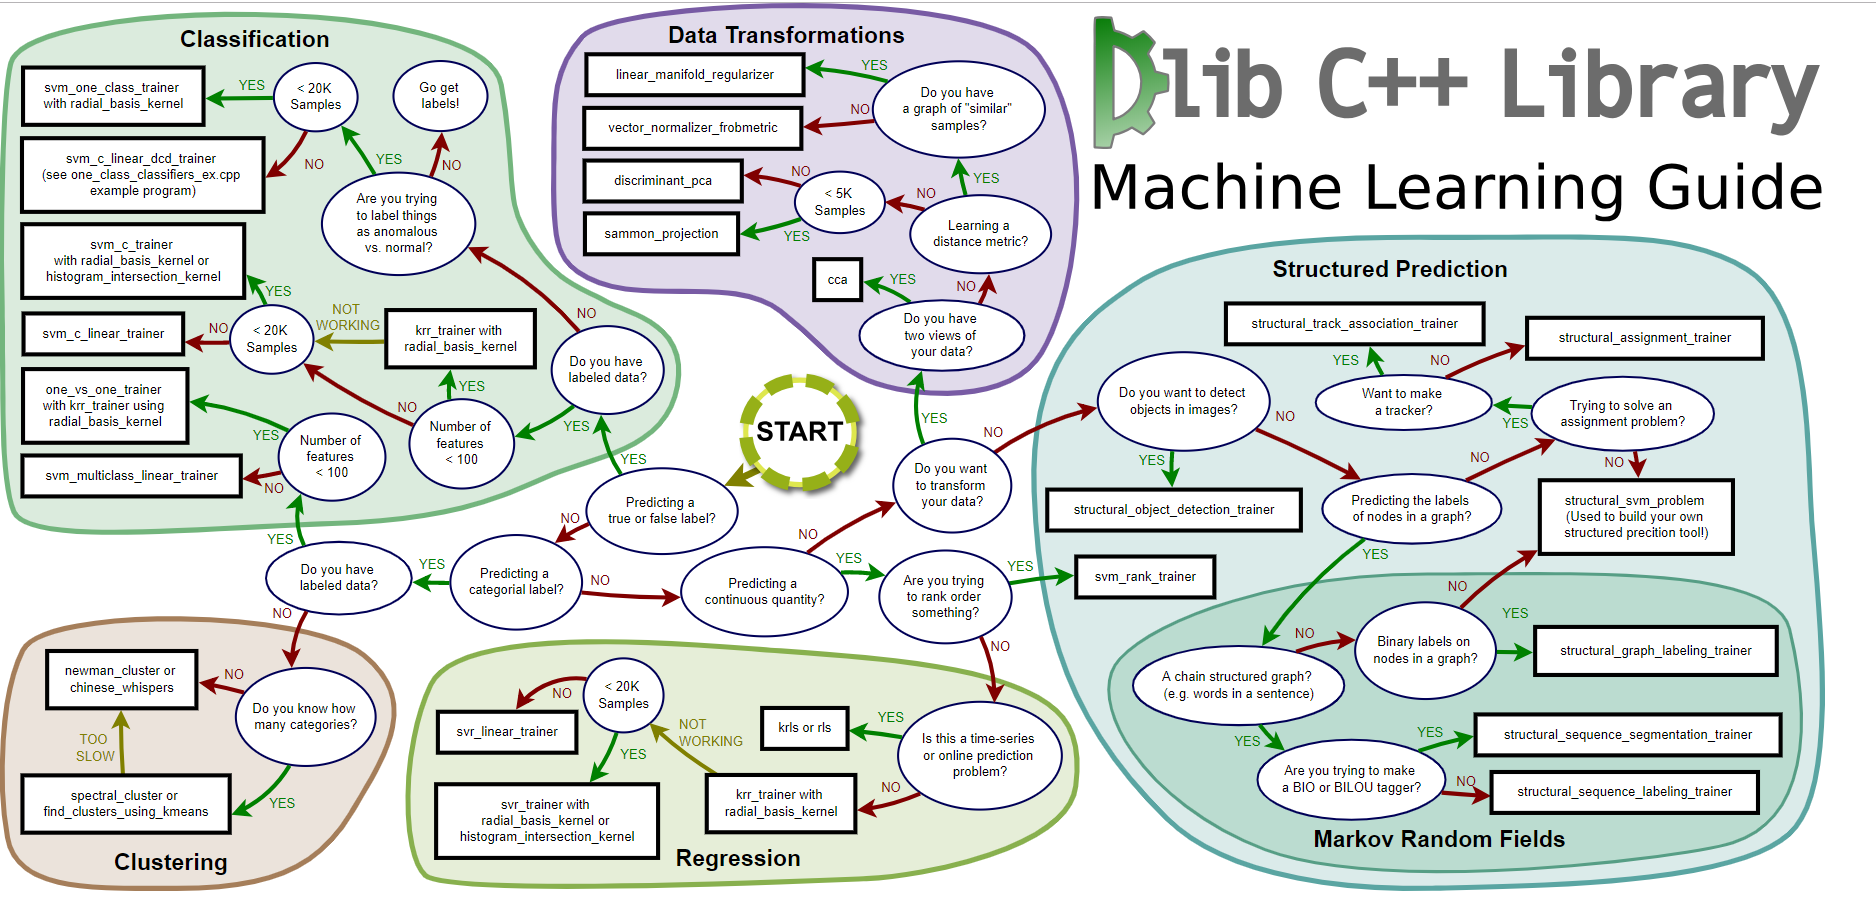 Classification
svm_one_class_trainer
with radial_basis_kernel
YES
< 20K
Samples
Go get
labels!
svm_c_linear_dcd_trainer
(see one_class_classifiers_ex.cpp
example program)
NO
YES
NO
Are you trying
to label things
as anomalous
vs. normal?
svm_c_trainer
with radial_basis_kernel or
histogram_intersection_kernel
YES
NO
svm_c_linear_trainer
NO
< 20K
Samples
NOT
WORKING
krr_trainer with
radial_basis_kernel
Do you have
labeled data?
one_vs_one_trainer
with krr_trainer using
radial_basis_kernel
YES
NO
YES
YES
Number of
features
< 100
Number of
features
< 100
svm_multiclass_linear_trainer
NO
Data Transformations
linear_manifold_regularizer
YES
Do you have
a graph of "similar"
samples?
vector_normalizer_frobmetric
NO
discriminant_pca
NO
< 5K
Samples
NO
YES
sammon_projection
YES
Learning a
distance metric?
cca
YES
NO
Do you have
two views of
your data?
Dlib C++ Library
Machine Learning Guide
START
YES
Predicting a
true or false label?
NO
YES
Do you have
labeled data?
YES
Predicting a
categorial label?
NO
Predicting a
continuous quantity?
NO
YES
Do you want
to transform
your data?
YES
NO
Are you trying
to rank order
something?
YES
NO
NO
Structured Prediction
structural_track_association_trainer
structural_assignment_trainer
YES
NO
Do you want to detect
objects in images?
Want to make
a tracker?
YES
Trying to solve an
assignment problem?
NO
YES
NO
NO
structural_object_detection_trainer
Predicting the labels
of nodes in a graph?
structural_svm_problem
(Used to build your own
structured precition tool!)
YES
svm_rank_trainer
NO
YES
NO
Binary labels on
nodes in a graph?
structural_graph_labeling_trainer
A chain structured graph?
(e.g. words in a sentence)
YES
YES
structural_sequence_segmentation_trainer
Are you trying to make
a BIO or BILOU tagger?
NO
structural_sequence_labeling_trainer
Markov Random Fields
newman_cluster or
chinese_whispers
NO
Do you know how
many categories?
TOO
SLOW
spectral_cluster or
find_clusters_using_kmeans
YES
Clustering
< 20K
Samples
NO
svr_linear_trainer
YES
NOT
WORKING
krls or rls
YES
Is this a time-series
or online prediction
problem?
NO
svr_trainer with
radial_basis_kernel or
histogram_intersection_kernel
krr_trainer with
radial_basis_kernel
Regression